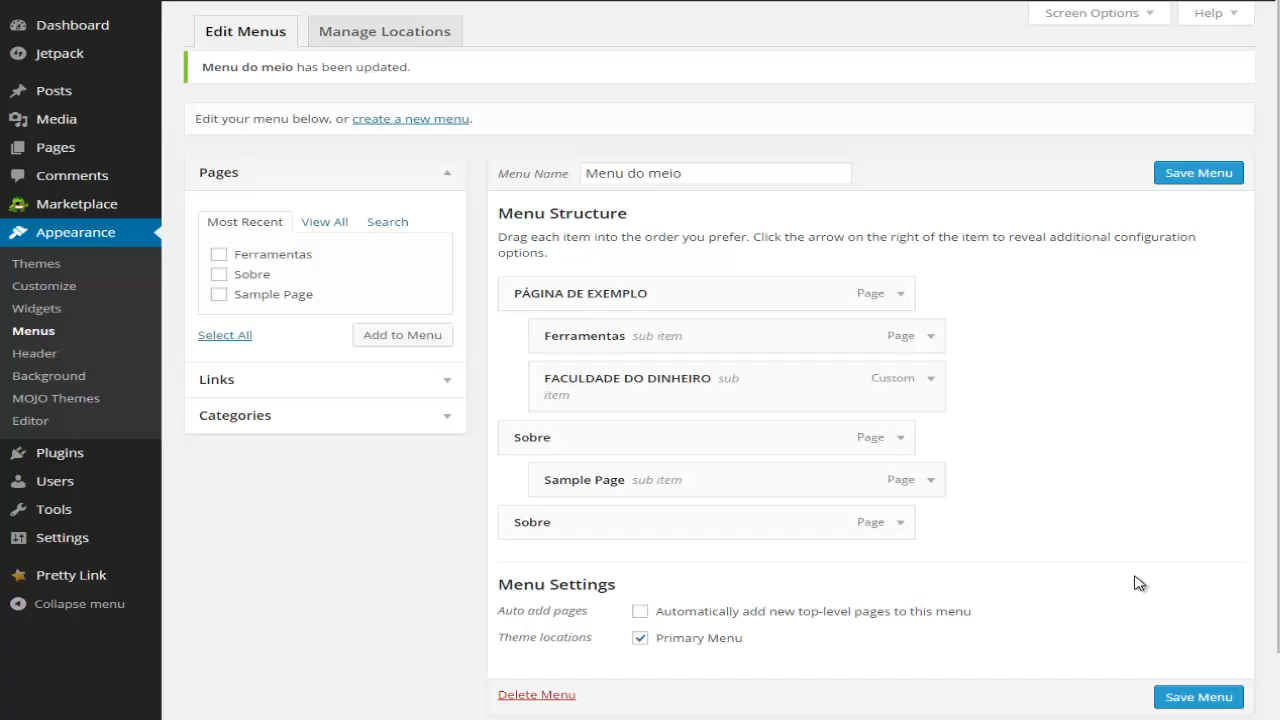 Dashboard
Jetpack
Posts
Media
Pages
Comments
Marketplace
Appearance
Themes
Customize
Widgets
Menus
Header
Background
MOJO Themes
Editor
Plugins
Users
Tools
Settings
Pretty Link
Collapse menu
Screen Options
Help
Edit Menus
Manage Locations
Menu do meio has been updated.
Edit your menu below, or create a new menu.
Pages
Most Recent
View All
Search
Ferramentas
Sobre
Sample Page
Select All
Add to Menu
Links
Categories
Menu Name
Menu do meio
Save Menu
Menu Structure
Drag each item into the order you prefer. Click the arrow on the right of the item to reveal additional configuration
options.
PÁGINA DE EXEMPLO Page
Ferramentas sub item Page
FACULDADE DO DINHEIRO sub Custom
item
Sobre Page
Sample Page sub item Page
Sobre Page
Menu Settings
Auto add pages Automatically add new top-level pages to this menu
Theme locations Primary Menu
Delete Menu
Save Menu